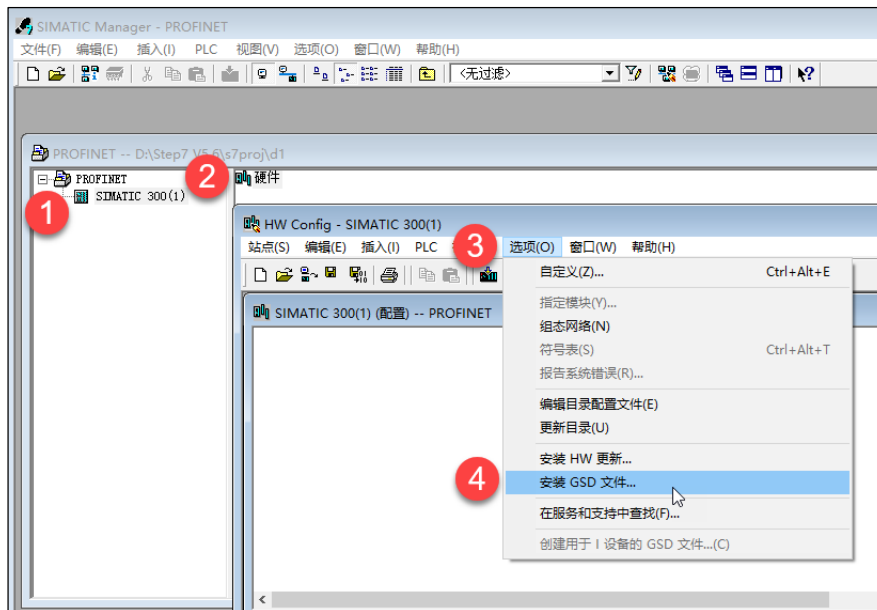 SIMATIC Manager - PROFINET
文件(F) 编辑(E) 插入(I) PLC 视图(V) 选项(O) 窗口(W) 帮助(H)
<无过滤>
PROFINET -- D:\Step7 V5.6\s7proj\d1
PROFINET
2
硬件
SIMATIC 300(1)
1
HW Config - SIMATIC 300(1)
3
站点(S) 编辑(E) 插入(I) PLC 选项(O) 窗口(W) 帮助(H)
自定义(Z)... Ctrl+Alt+E
指定模块(Y)...
SIMATIC 300(1) (配置) -- PROFINET
组态网络(N)
符号表(S) Ctrl+Alt+T
报告系统错误(R)...
编辑目录配置文件(E)
更新目录(U)
安装 HW 更新...
4
安装 GSD 文件...
在服务和支持中查找(F)...
创建用于 I 设备的 GSD 文件...(C)